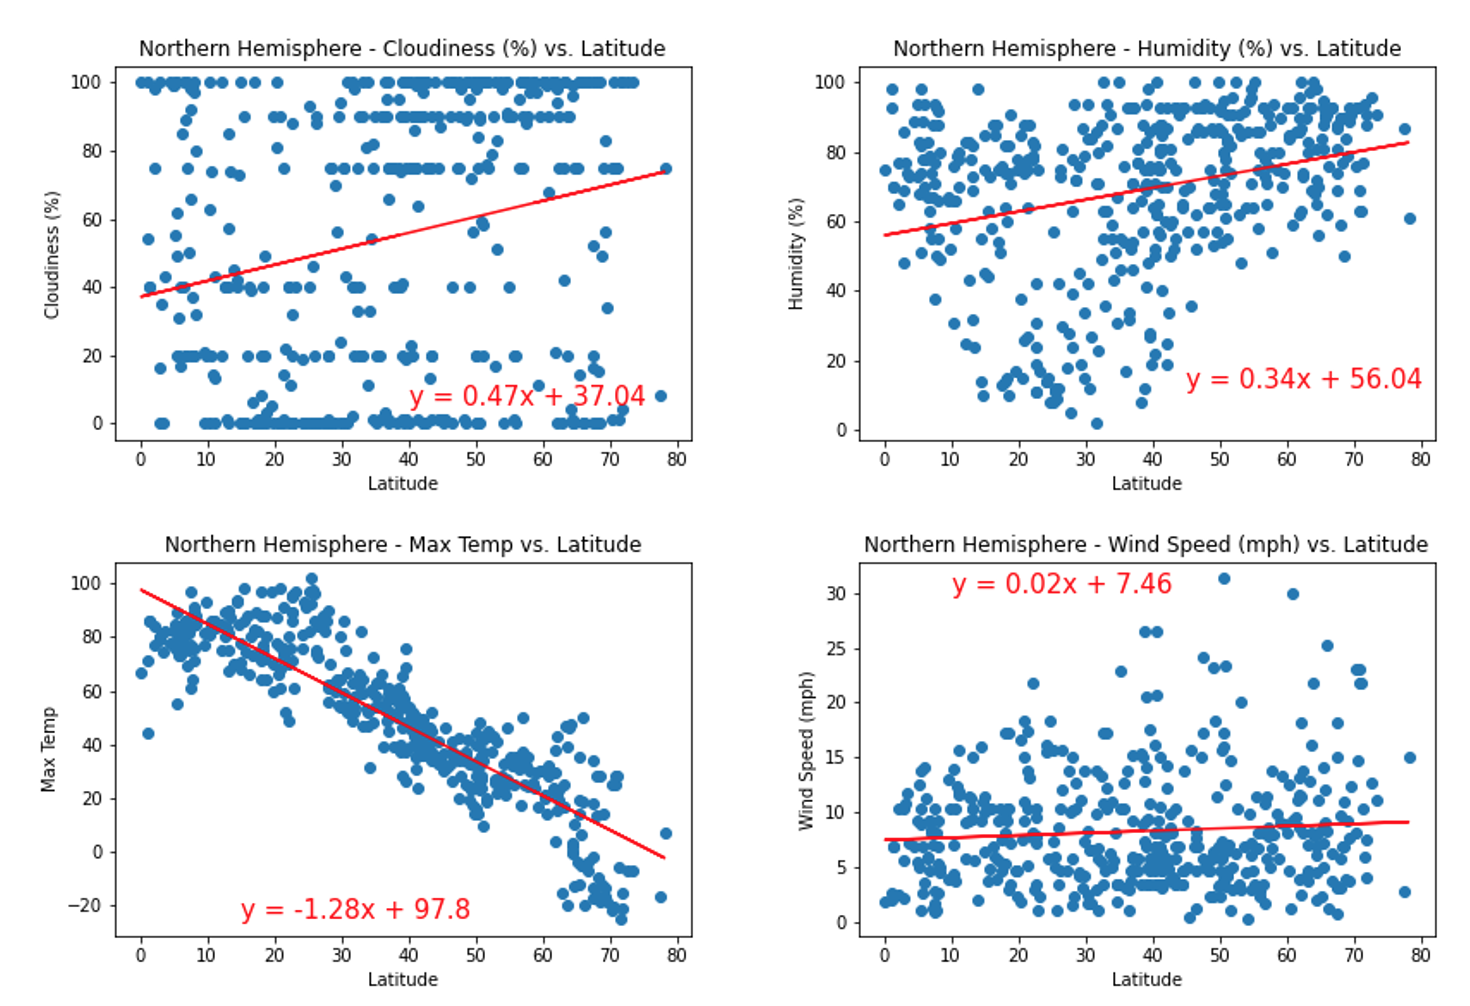 Northern Hemisphere - Cloudiness (%) vs. Latitude
100
80
60
40
20
0
Cloudiness (%)
y = 0.47x + 37.04
0 10 20 30 40 50 60 70 80
Latitude
Northern Hemisphere - Humidity (%) vs. Latitude
100
80
60
40
20
0
Humidity (%)
y = 0.34x + 56.04
0 10 20 30 40 50 60 70 80
Latitude
Northern Hemisphere - Max Temp vs. Latitude
100
80
60
40
20
0
−20
Max Temp
y = -1.28x + 97.8
0 10 20 30 40 50 60 70 80
Latitude
Northern Hemisphere - Wind Speed (mph) vs. Latitude
y = 0.02x + 7.46
30
25
20
15
10
5
0
Wind Speed (mph)
0 10 20 30 40 50 60 70 80
Latitude